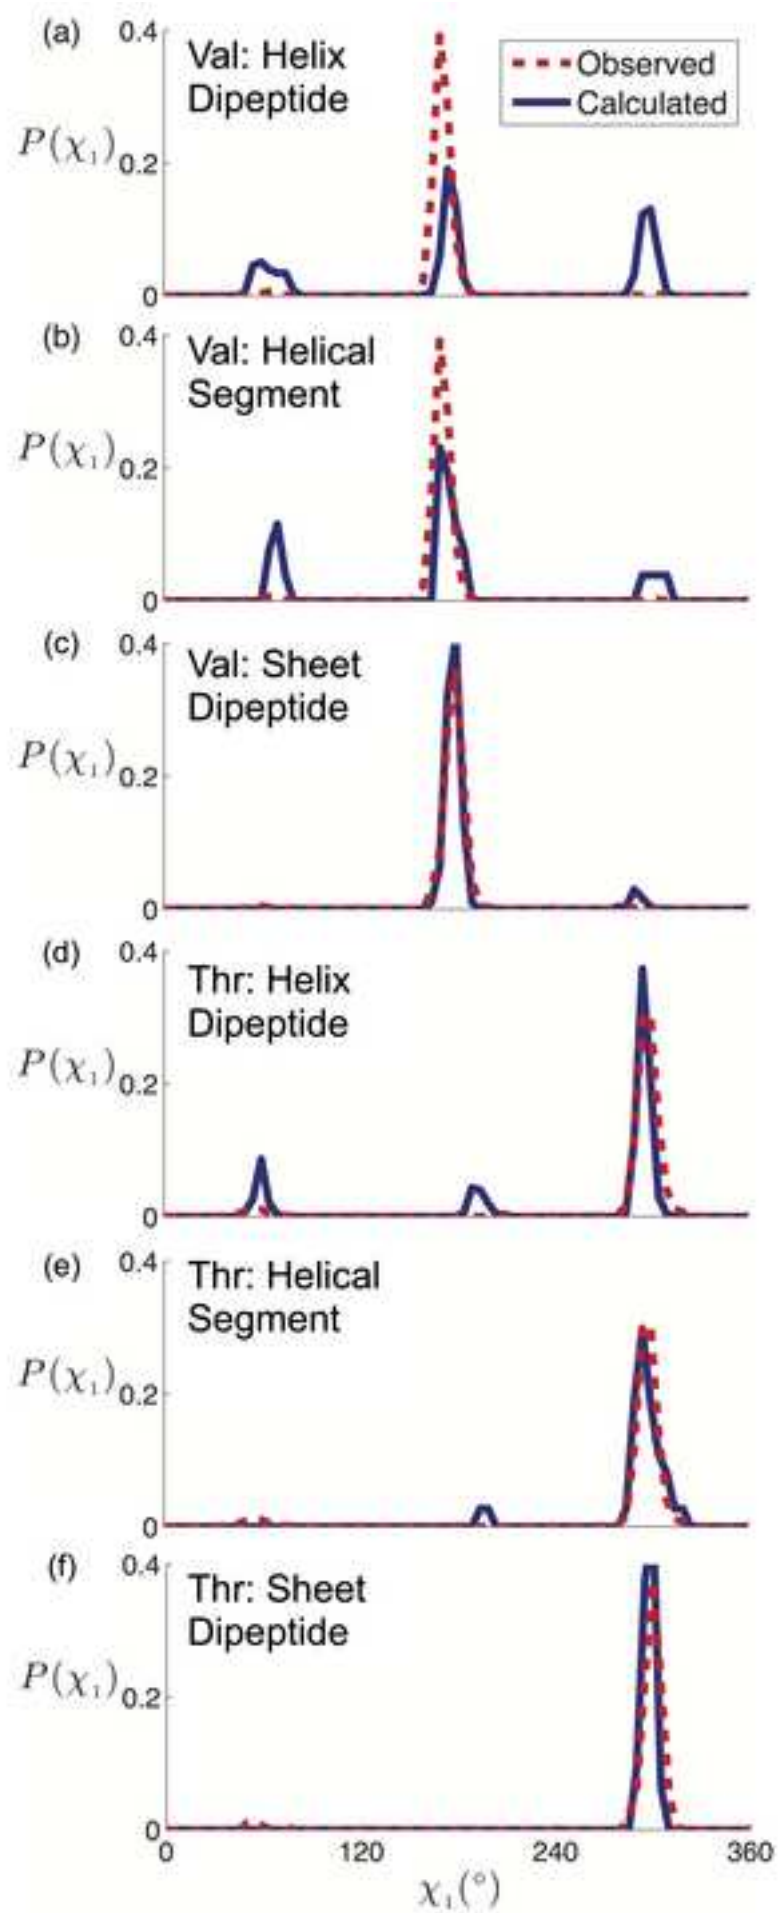 (a)
0.4
Val: Helix
Dipeptide
Observed
Calculated
P(χ₁)
0.2
0
(b)
0.4
Val: Helical
Segment
P(χ₁)
0.2
0
(c)
0.4
Val: Sheet
Dipeptide
P(χ₁)
0.2
0
(d)
0.4
Thr: Helix
Dipeptide
P(χ₁)
0.2
0
(e)
0.4
Thr: Helical
Segment
P(χ₁)
0.2
0
(f)
0.4
Thr: Sheet
Dipeptide
P(χ₁)
0.2
0
0 120 240 360
χ₁(°)